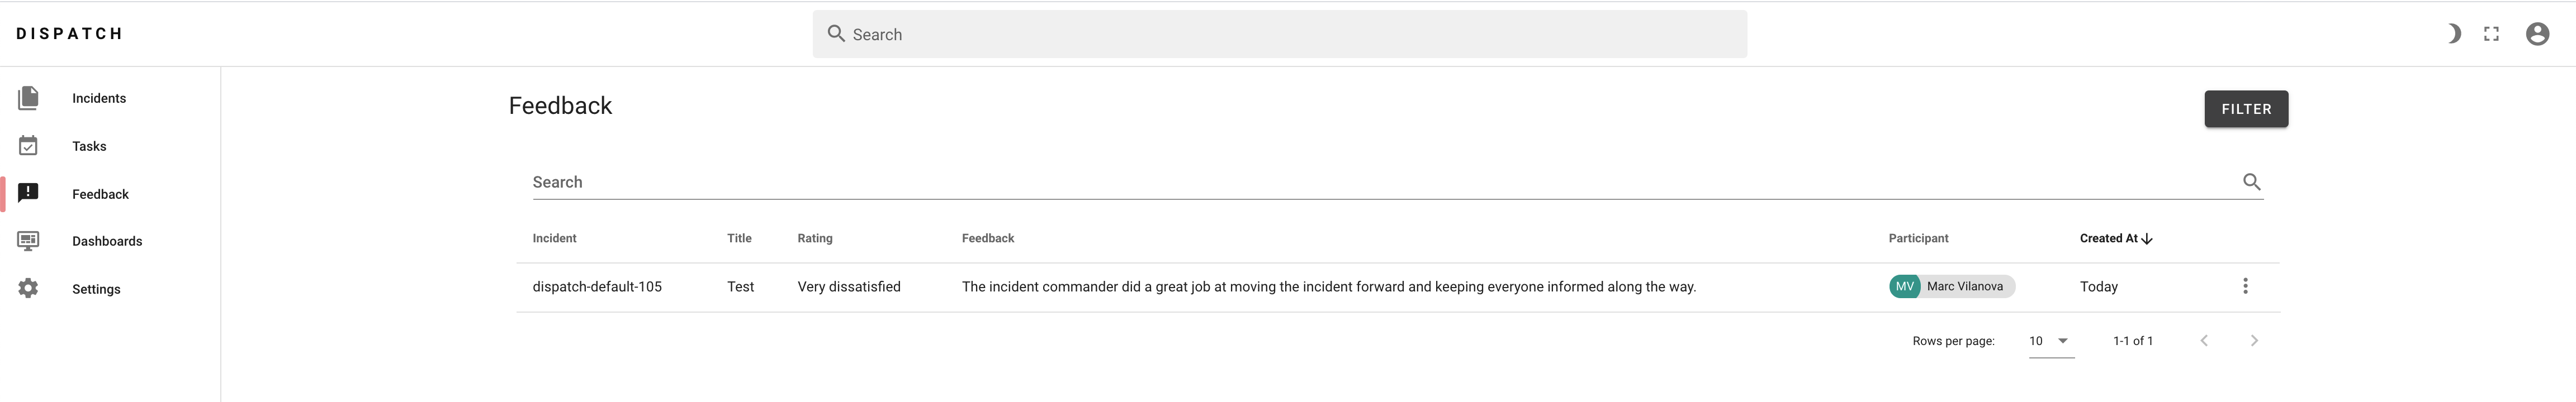 DISPATCH
Search
Incidents
Tasks
Feedback
Dashboards
Settings
Feedback
FILTER
Search
Incident Title Rating Feedback Participant Created At
dispatch-default-105 Test Very dissatisfied The incident commander did a great job at moving the incident forward and keeping everyone informed along the way. MV Marc Vilanova Today
Rows per page: 10 1-1 of 1